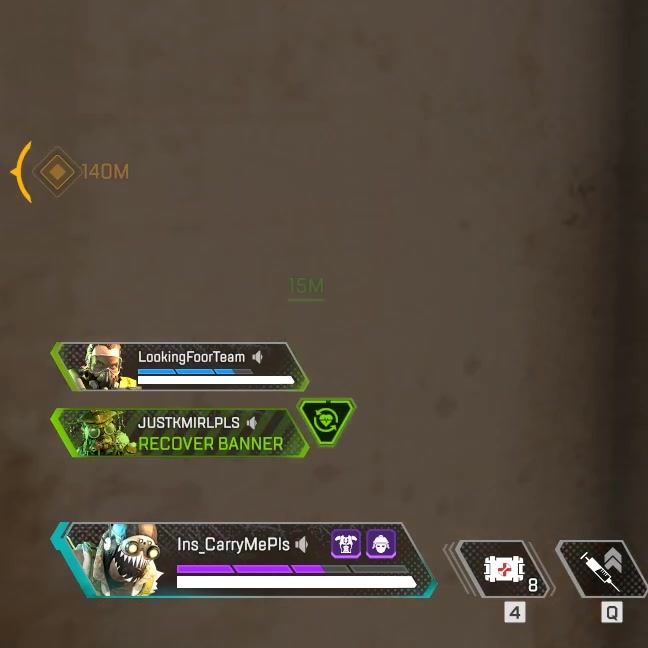 140M
15M
LookingFoorTeam
JUSTKMIRLPLS
RECOVER BANNER
Ins_CarryMePls
8
4
Q